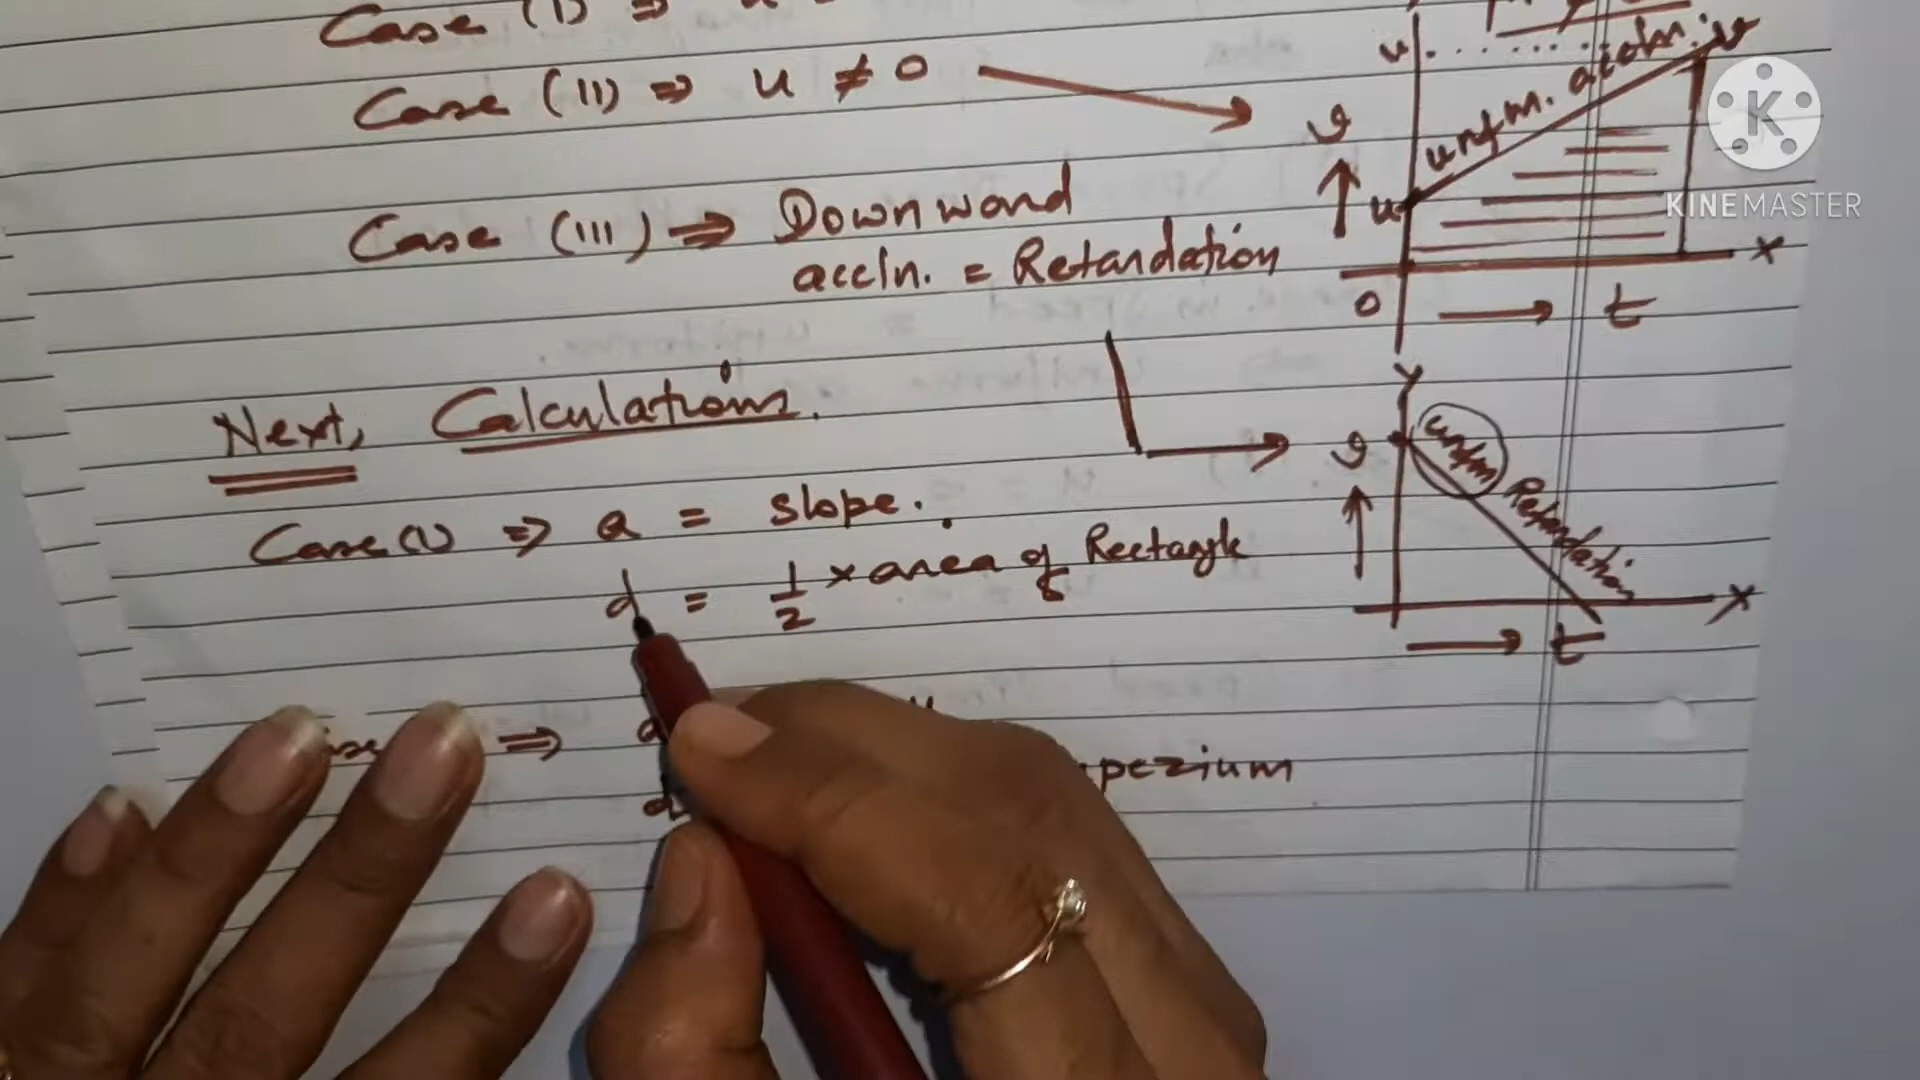 Case (I) ⇒ u
Case (II) ⇒ u ≠ 0
Case (III) ⇒ Downward
accln. = Retardation
Next, Calculations.
Case (I) ⇒ a = slope.
d = 1/2 × area of Rectangle
⇒ a
d
pezium
v
unfm. accln. v
v
u
O
t
X
K
KINEMASTER
Y
v
unfm Retardation
X
t